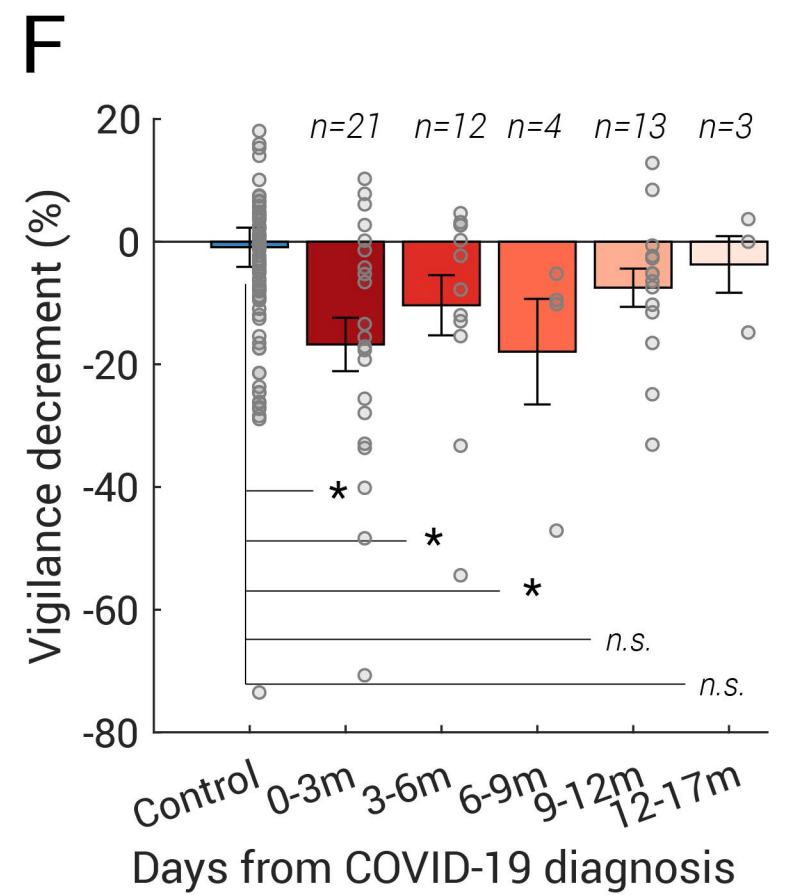 F
20
0
-20
-40
-60
-80
Vigilance decrement (%)
n=21 n=12 n=4 n=13 n=3
*
*
*
n.s.
n.s.
Control 0-3m 3-6m 6-9m 9-12m 12-17m
Days from COVID-19 diagnosis